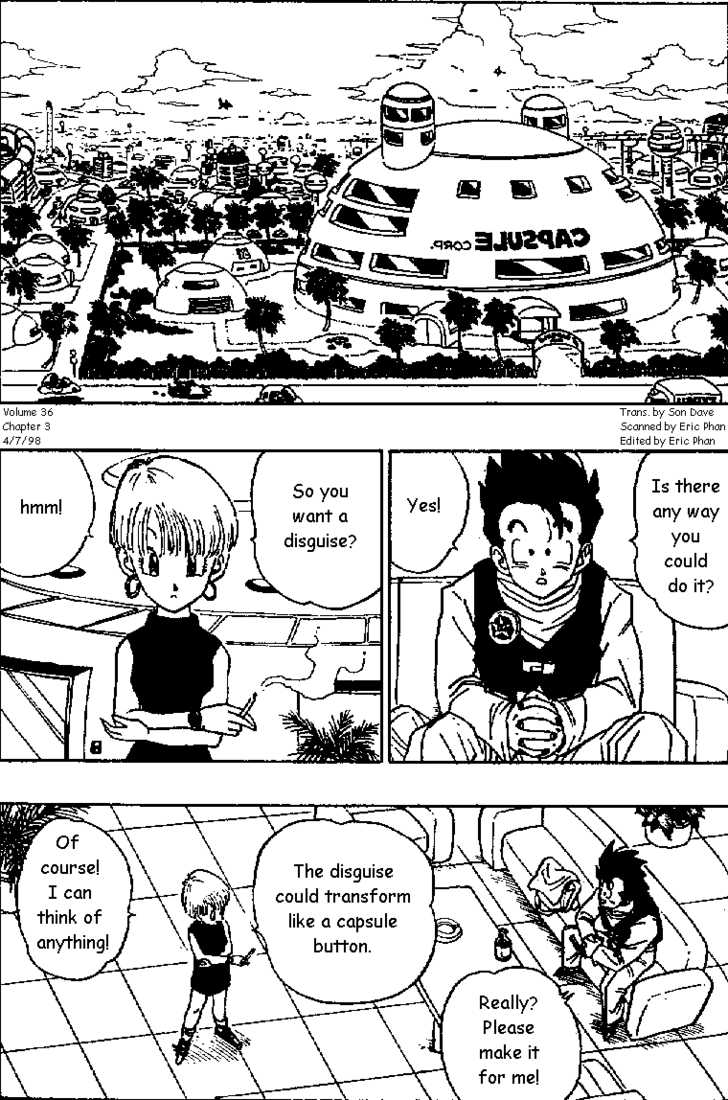 CAPSULE CORP.
Volume 36
Chapter 3
4/7/98
Trans. by Son Dave
Scanned by Eric Phan
Edited by Eric Phan
hmm!
So you
want a
disguise?
Yes!
Is there
any way
you
could
do it?
Of
course!
I can
think of
anything!
The disguise
could transform
like a capsule
button.
Really?
Please
make it
for me!